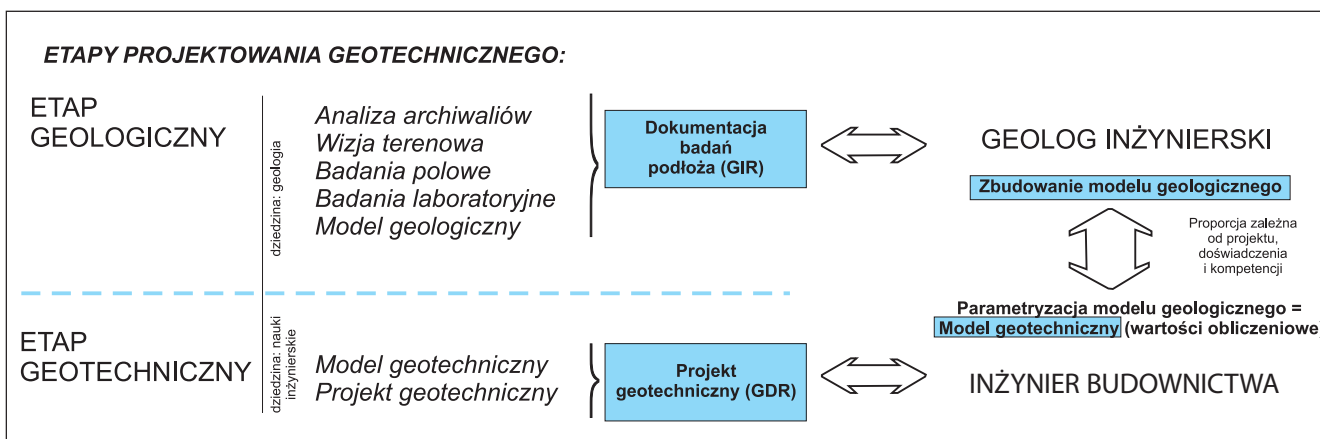 ETAPY PROJEKTOWANIA GEOTECHNICZNEGO:
ETAP
GEOLOGICZNY
dziedzina: geologia
Analiza archiwaliów
Wizja terenowa
Badania polowe
Badania laboratoryjne
Model geologiczny
Dokumentacja
badań
podłoża (GIR)
GEOLOG INŻYNIERSKI
Zbudowanie modelu geologicznego
Proporcja zależna
od projektu,
doświadczenia
i kompetencji
Parametryzacja modelu geologicznego =
Model geotechniczny (wartości obliczeniowe)
INŻYNIER BUDOWNICTWA
ETAP
GEOTECHNICZNY
dziedzina: nauki
inżynierskie
Model geotechniczny
Projekt geotechniczny
Projekt
geotechniczny (GDR)